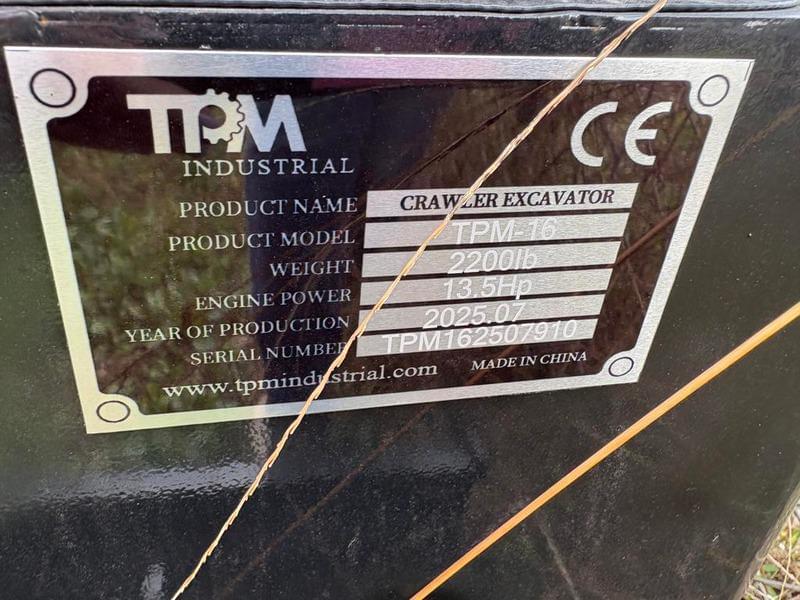 TPM
INDUSTRIAL
CE
PRODUCT NAME CRAWLER EXCAVATOR
PRODUCT MODEL TPM-16
WEIGHT 2200lb
ENGINE POWER 13.5Hp
YEAR OF PRODUCTION 2025.07
SERIAL NUMBER TPM162507910
www.tpmindustrial.com MADE IN CHINA